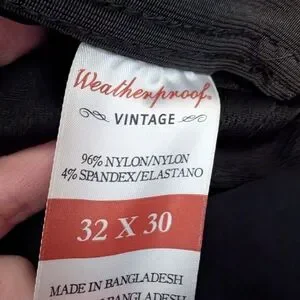 Weatherproof
VINTAGE
96% NYLON/NYLON
4% SPANDEX/ELASTANO
32 X 30
MADE IN BANGLADESH